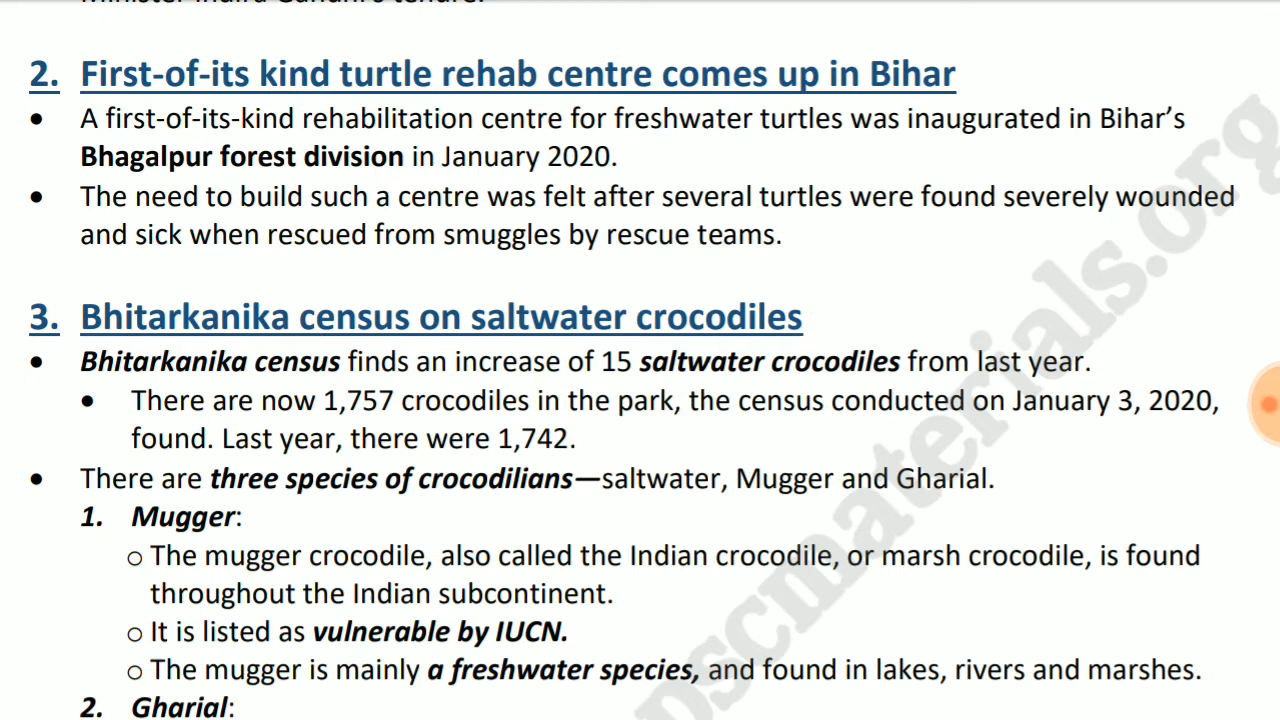 2. First-of-its kind turtle rehab centre comes up in Bihar
• A first-of-its-kind rehabilitation centre for freshwater turtles was inaugurated in Bihar’s
Bhagalpur forest division in January 2020.
• The need to build such a centre was felt after several turtles were found severely wounded
and sick when rescued from smuggles by rescue teams.
3. Bhitarkanika census on saltwater crocodiles
• Bhitarkanika census finds an increase of 15 saltwater crocodiles from last year.
• There are now 1,757 crocodiles in the park, the census conducted on January 3, 2020,
found. Last year, there were 1,742.
• There are three species of crocodilians—saltwater, Mugger and Gharial.
1. Mugger:
o The mugger crocodile, also called the Indian crocodile, or marsh crocodile, is found
throughout the Indian subcontinent.
o It is listed as vulnerable by IUCN.
o The mugger is mainly a freshwater species, and found in lakes, rivers and marshes.
2. Gharial:
pscmaterials.org